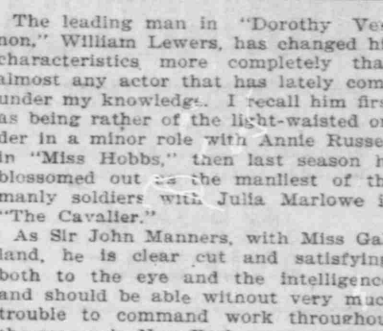 The leading man in "Dorothy Ver
non," William Lewers, has changed hi
characteristics more completely tha
almost any actor that has lately com
under my knowledge. I recall him fir
as being rather of the light-waisted or
der in a minor role with Annie Russe
in "Miss Hobbs," then last season h
blossomed out as the manliest of th
manly soldiers with Julia Marlowe i
"The Cavalier."
As Sir John Manners, with Miss Ga
land, he is clear cut and satisfying
both to the eye and the intelligence
and should be able without very muc
trouble to command work throughou